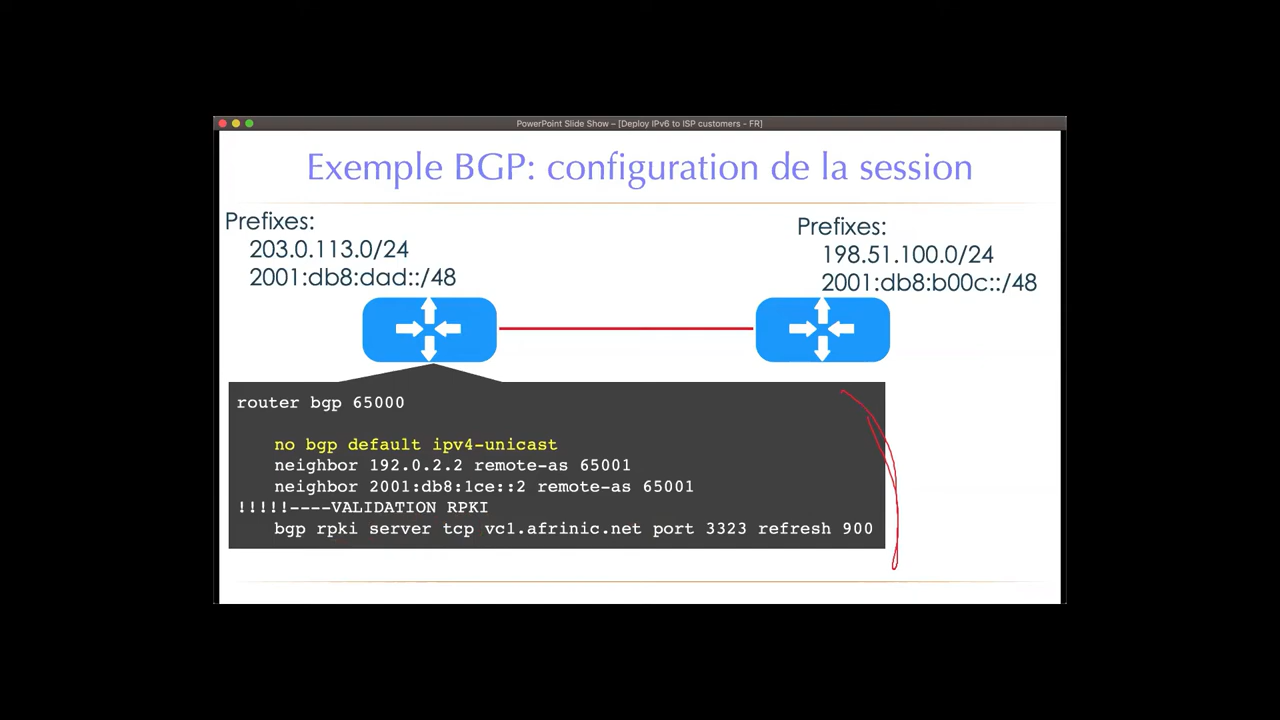 PowerPoint Slide Show – [Deploy IPv6 to ISP customers - FR]
Exemple BGP: configuration de la session
Prefixes:
203.0.113.0/24
2001:db8:dad::/48
Prefixes:
198.51.100.0/24
2001:db8:b00c::/48
router bgp 65000
no bgp default ipv4-unicast
neighbor 192.0.2.2 remote-as 65001
neighbor 2001:db8:1ce::2 remote-as 65001
!!!!!----VALIDATION RPKI
bgp rpki server tcp vc1.afrinic.net port 3323 refresh 900